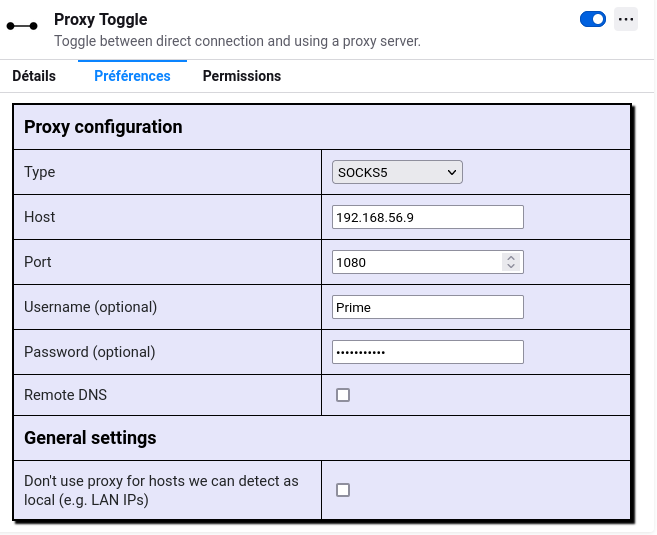 Proxy Toggle
Toggle between direct connection and using a proxy server.
Détails Préférences Permissions
Proxy configuration
Type SOCKS5
Host 192.168.56.9
Port 1080
Username (optional) Prime
Password (optional) •••••••••••
Remote DNS
General settings
Don't use proxy for hosts we can detect as
local (e.g. LAN IPs)